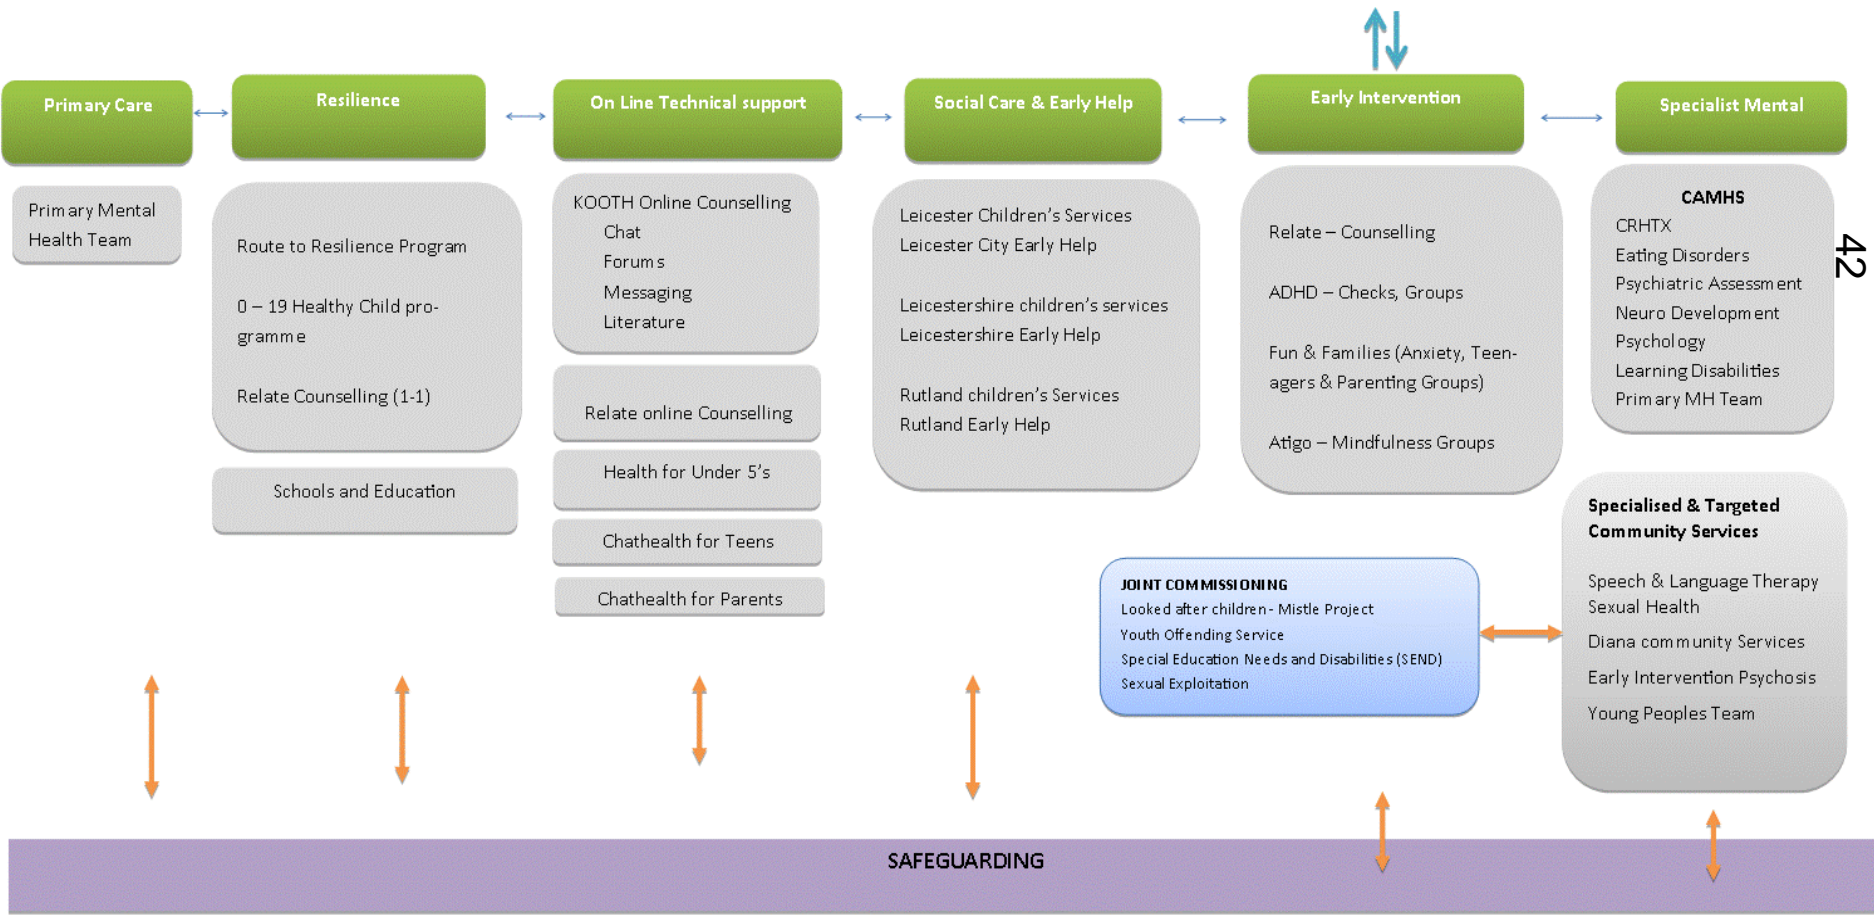 Primary Care
Resilience
On Line Technical support
Social Care & Early Help
Early Intervention
Specialist Mental
Primary Mental
Health Team
Route to Resilience Program
0 – 19 Healthy Child pro-
gramme
Relate Counselling (1-1)
Schools and Education
KOOTH Online Counselling
Chat
Forums
Messaging
Literature
Relate online Counselling
Health for Under 5's
Chathealth for Teens
Chathealth for Parents
Leicester Children's Services
Leicester City Early Help
Leicestershire children's services
Leicestershire Early Help
Rutland children's Services
Rutland Early Help
Relate – Counselling
ADHD – Checks, Groups
Fun & Families (Anxiety, Teen-
agers & Parenting Groups)
Atigo – Mindfulness Groups
CAMHS
CRHTX
Eating Disorders
Psychiatric Assessment
Neuro Development
Psychology
Learning Disabilities
Primary MH Team
42
Specialised & Targeted
Community Services
Speech & Language Therapy
Sexual Health
Diana community Services
Early Intervention Psychosis
Young Peoples Team
JOINT COMMISSIONING
Looked after children- Mistle Project
Youth Offending Service
Special Education Needs and Disabilities (SEND)
Sexual Exploitation
SAFEGUARDING